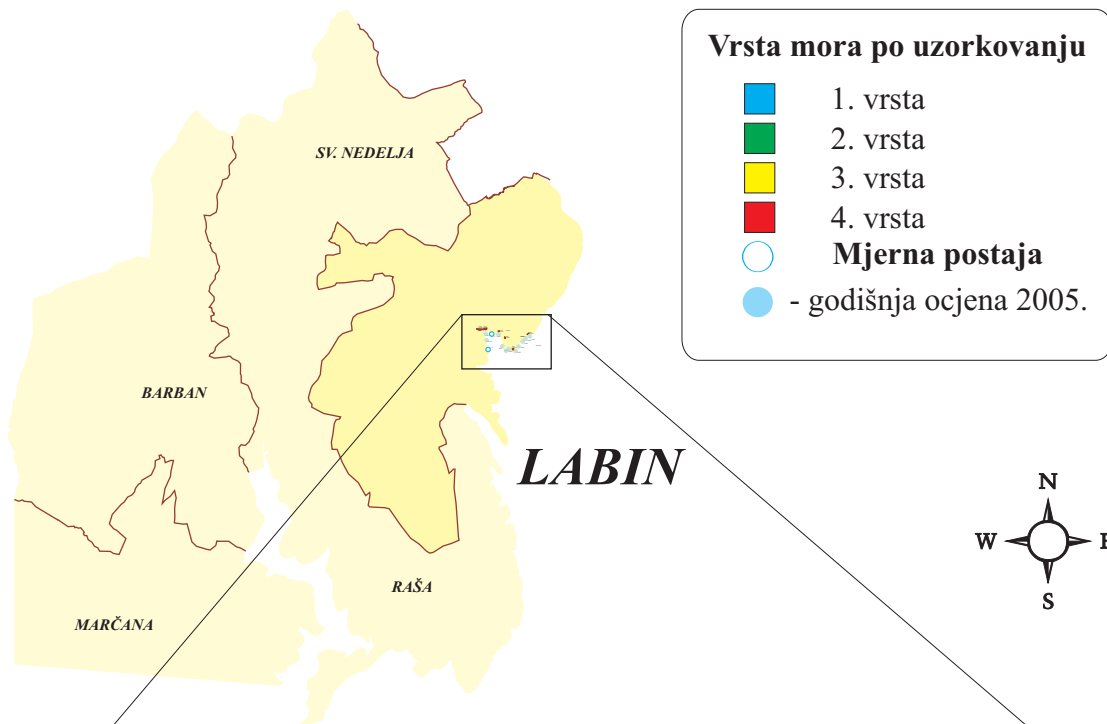 Vrsta mora po uzorkovanju
1. vrsta
2. vrsta
3. vrsta
4. vrsta
Mjerna postaja
- godišnja ocjena 2005.
SV. NEDELJA
BARBAN
LABIN
RAŠA
MARČANA
N
W
E
S